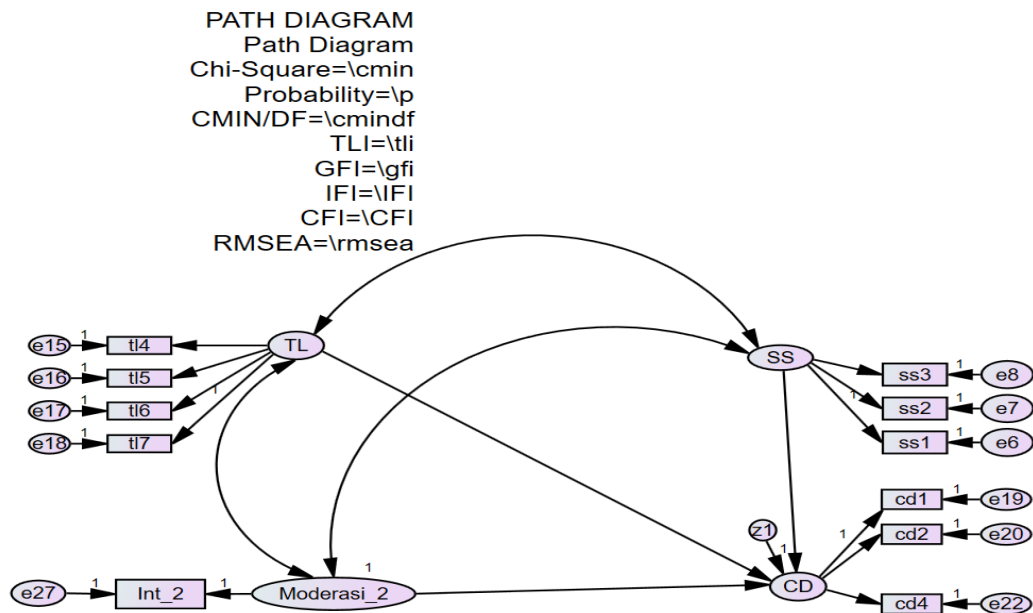 PATH DIAGRAM
Path Diagram
Chi-Square=\cmin
Probability=\p
CMIN/DF=\cmindf
TLI=\tli
GFI=\gfi
IFI=\IFI
CFI=\CFI
RMSEA=\rmsea
e15 1 tl4 TL
e16 1 tl5
e17 1 tl6 1
e18 1 tl7
SS ss3 1 e8
ss2 1 e7
1 ss1 1 e6
cd1 1 e19
z1 1 1 cd2 1 e20
e27 1 Int_2 1 Moderasi_2 1 CD
cd4 1 e22